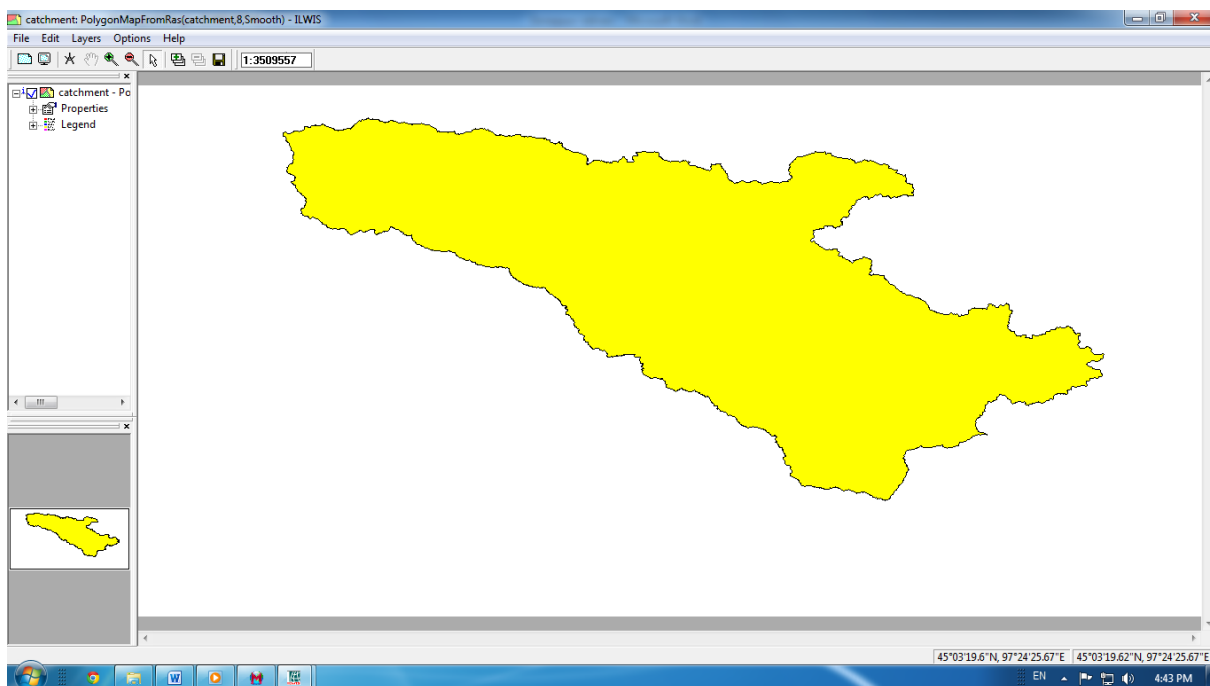 catchment: PolygonMapFromRas(catchment,8,Smooth) - ILWIS
File Edit Layers Options Help
1:3509557
catchment - Po
Properties
Legend
45°03'19.6"N, 97°24'25.67"E 45°03'19.62"N, 97°24'25.67"E
EN 4:43 PM